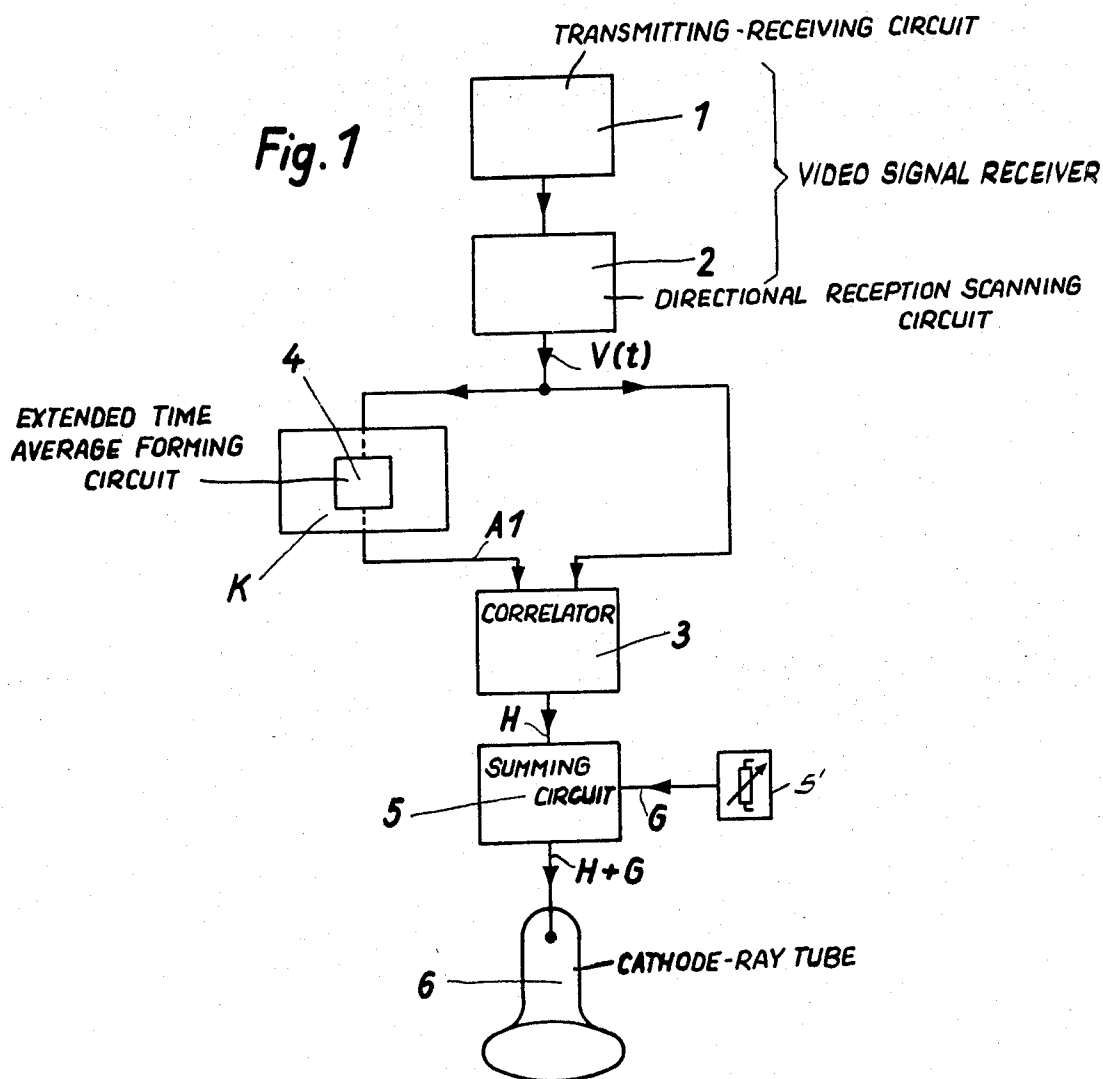 TRANSMITTING-RECEIVING CIRCUIT
Fig. 1
1
VIDEO SIGNAL RECEIVER
2
DIRECTIONAL RECEPTION SCANNING
CIRCUIT
V(t)
4
EXTENDED TIME
AVERAGE FORMING
CIRCUIT
A1
K
CORRELATOR
3
H
SUMMING
CIRCUIT
5
G
5'
H+G
CATHODE-RAY TUBE
6